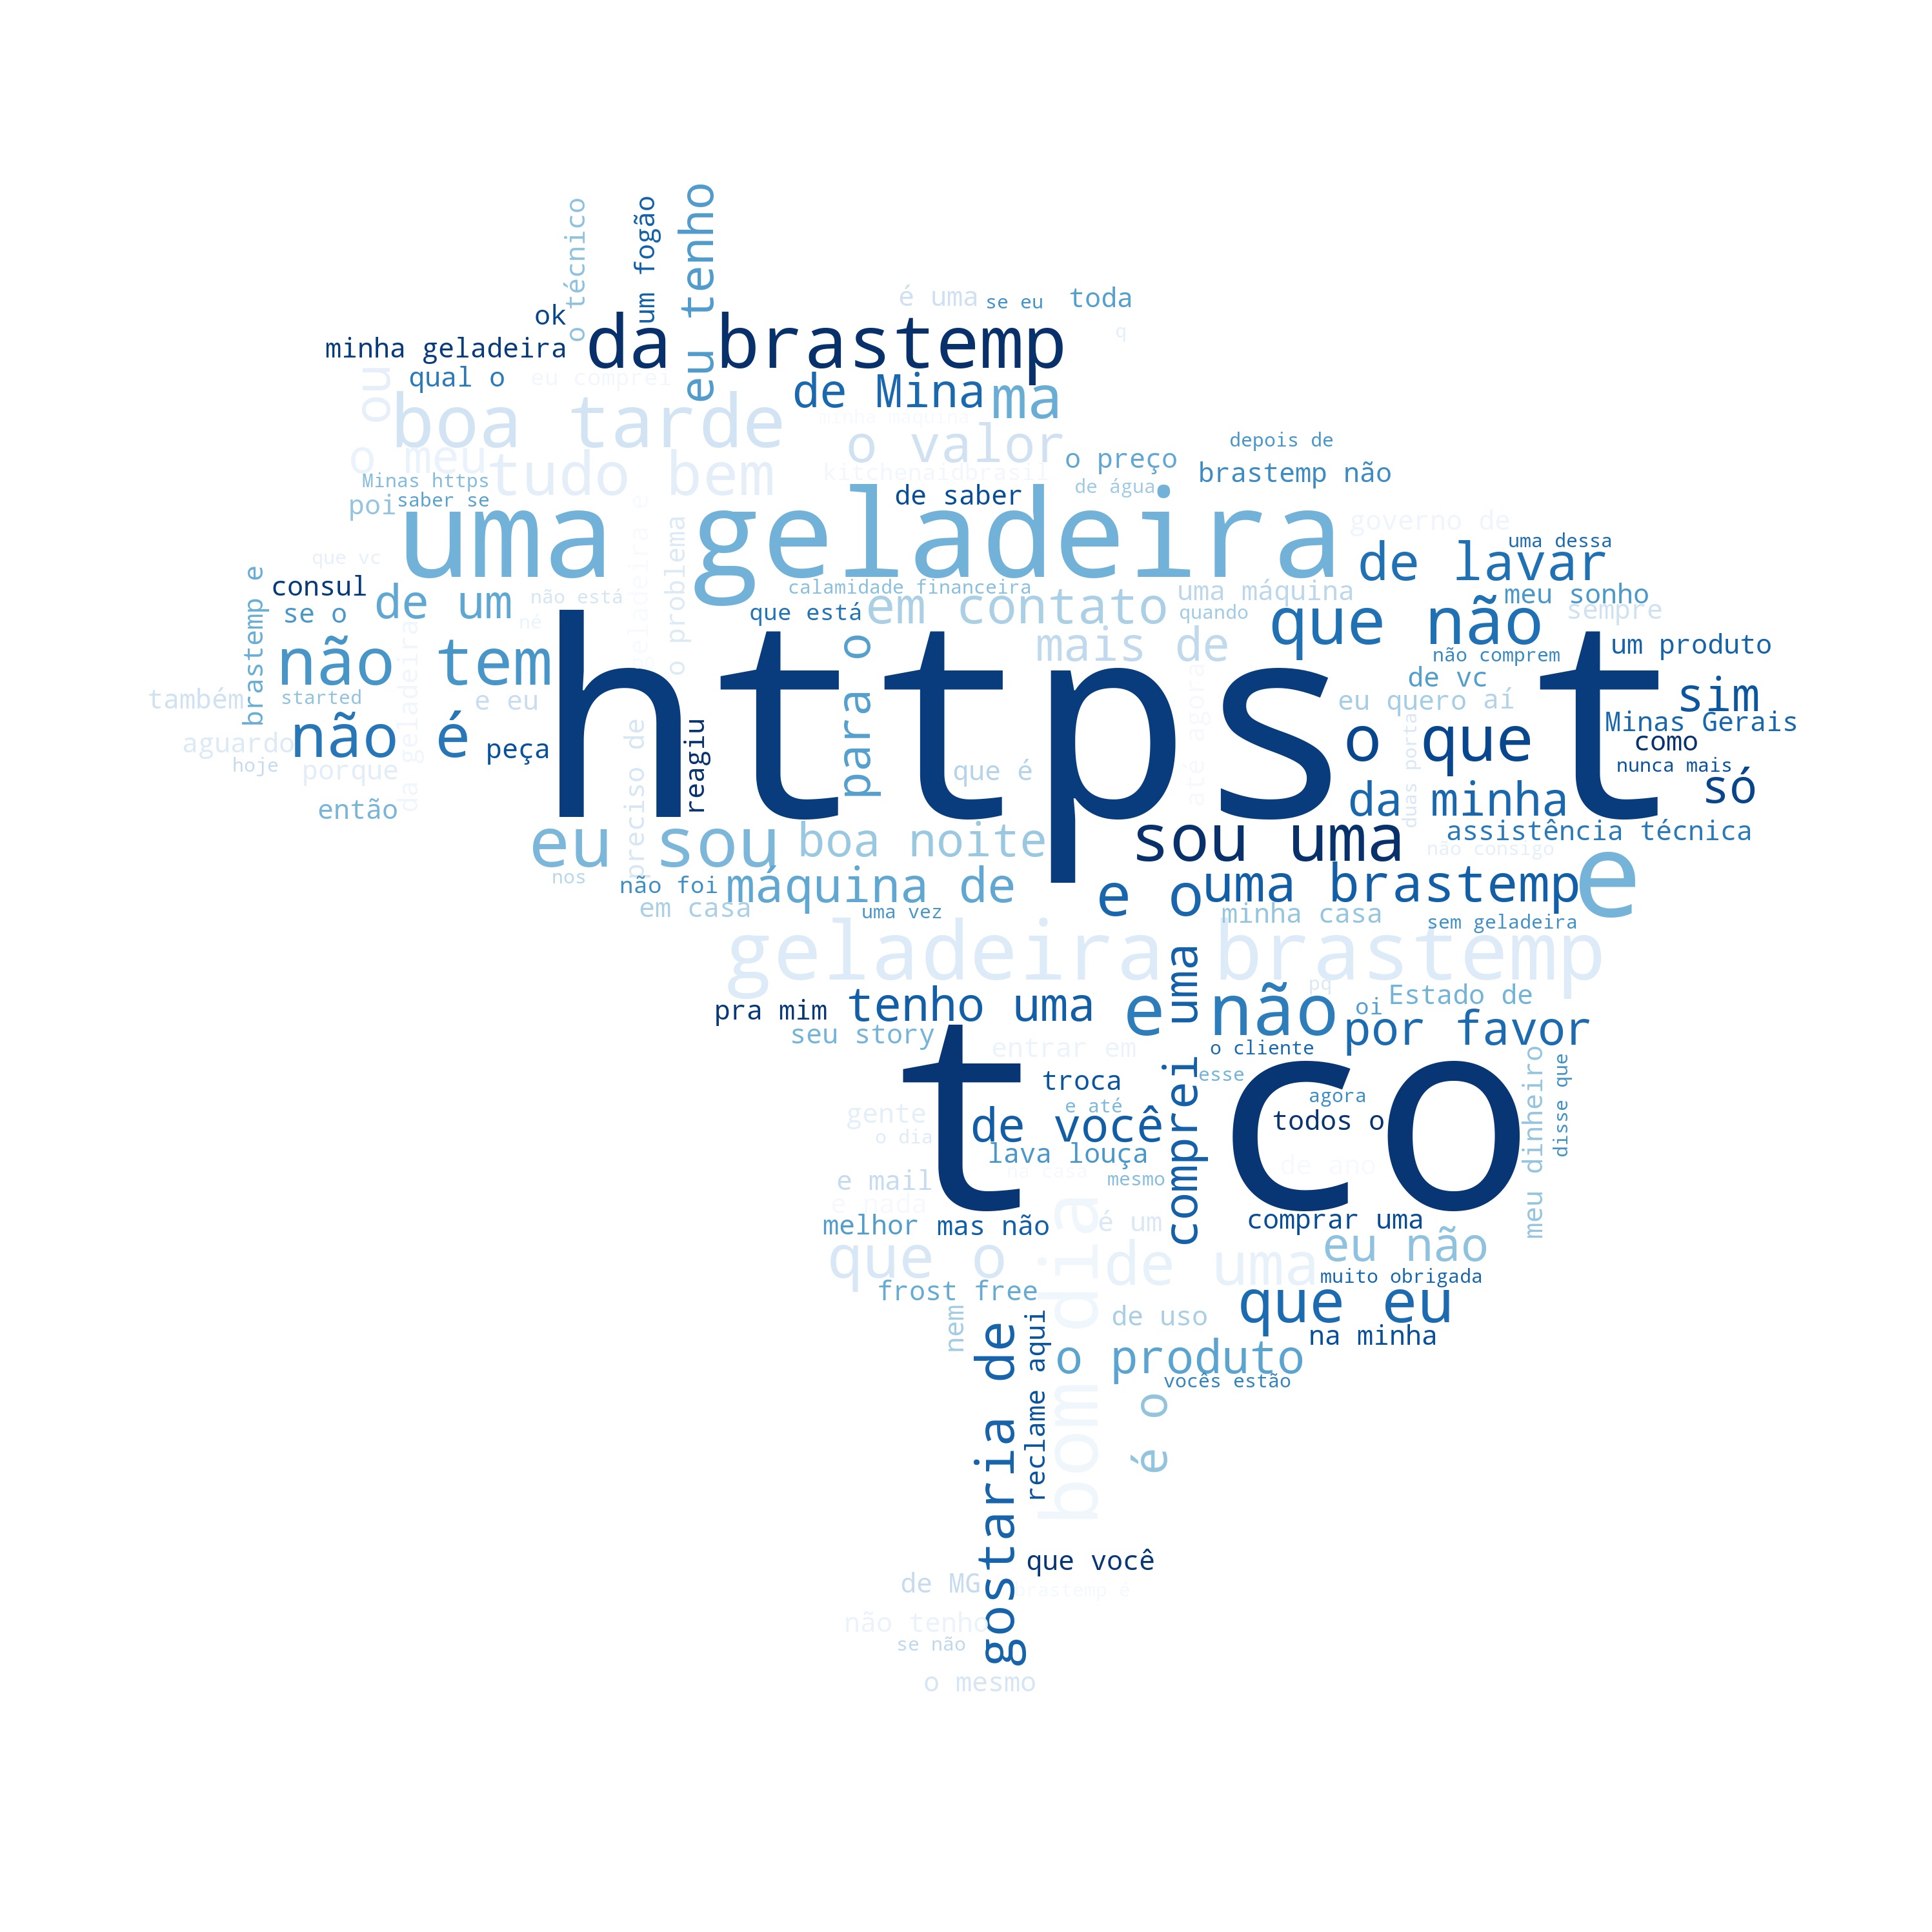 o técnico
um fogão
eu tenho
é uma
se eu
toda
ok
da brastemp
q
minha geladeira
qual o
eu comprei
de Mina
ma
ou
boa tarde
minha máquina
o valor
depois de
o meu
tudo bem
kitchenaidbrasil
o preço
brastemp não
Minas https
saber se
poi
de saber
de água
uma geladeira
governo de
geladeira e
o problema
que vc
uma dessa
de lavar
brastemp e
consul
se o
de um
não está
calamidade financeira
uma máquina
meu sonho
sempre
né
que está
em contato
quando
que não
da geladeira
não tem
https t
para o
mais de
não comprem
um produto
também
started
e eu
até agora
de vc
eu quero
aí
sim
aguardo
não é
peça
preciso de
reagiu
que é
duas porta
o que
Minas Gerais
como
hoje
porque
nunca mais
então
da minha
só
eu sou
boa noite
sou uma
assistência técnica
não consigo
nos
não foi
máquina de
e o
uma brastemp
e
em casa
uma vez
minha casa
sem geladeira
geladeira brastemp
pra mim
tenho uma
comprei uma
e não
pq
oi
Estado de
por favor
seu story
entrar em
o cliente
t co
troca
esse
meu dinheiro
disse que
gente
e até
agora
o dia
de você
todos o
lava louça
na casa
de ano
e mail
mesmo
e nada
melhor
mas não
é um
comprar uma
bom dia
que o
de uma
eu não
frost free
muito obrigada
nem
gostaria de
reclame aqui
de uso
que eu
na minha
o produto
vocês estão
é o
que você
de MG
brastemp é
não tenho
se não
o mesmo